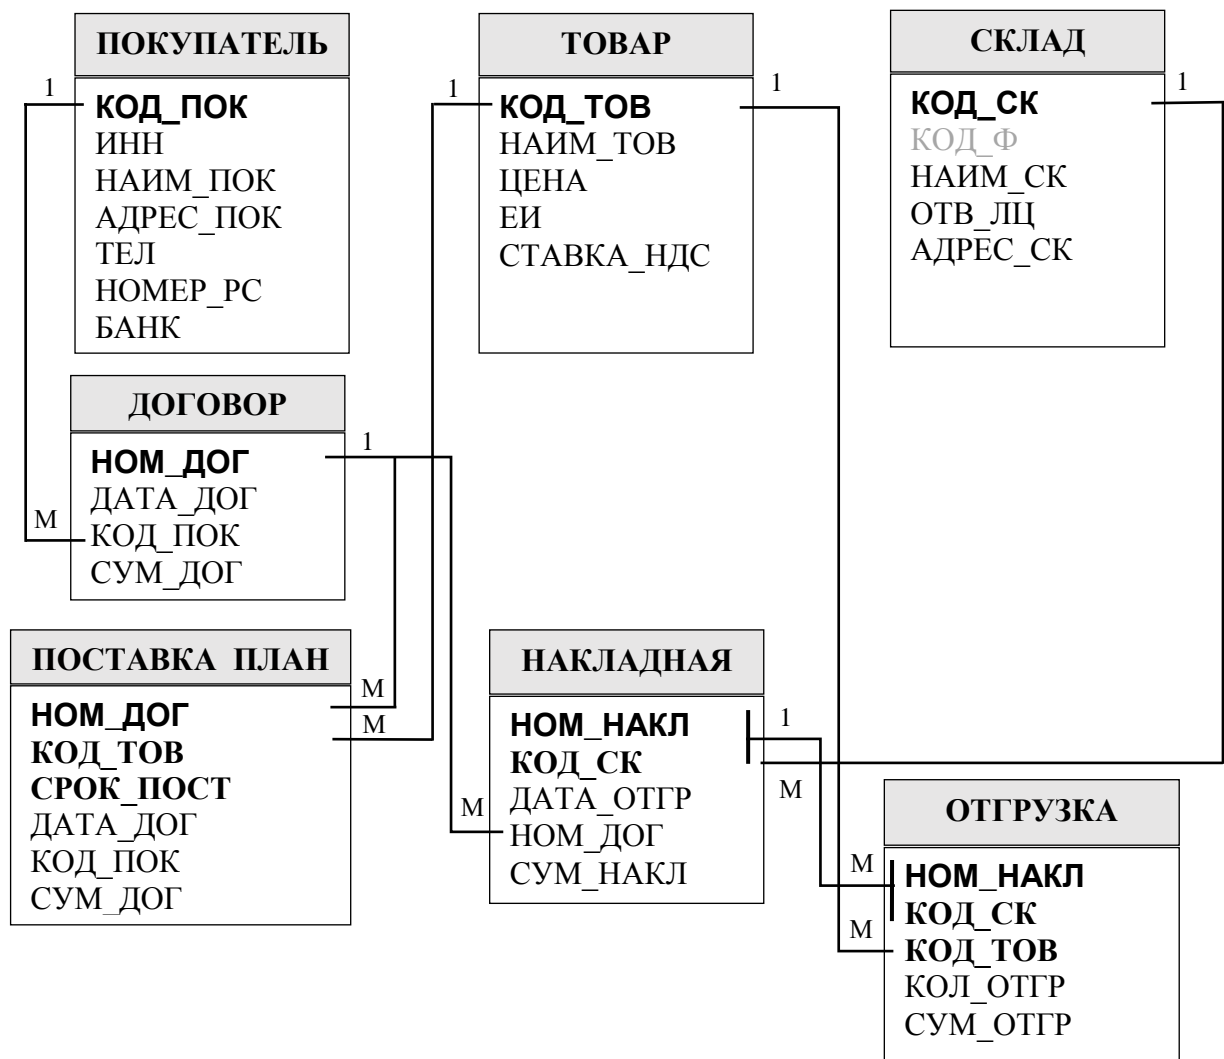 ПОКУПАТЕЛЬ
1
КОД_ПОК
ИНН
НАИМ_ПОК
АДРЕС_ПОК
ТЕЛ
НОМЕР_РС
БАНК
ТОВАР
1
1
КОД_ТОВ
НАИМ_ТОВ
ЦЕНА
ЕИ
СТАВКА_НДС
СКЛАД
1
КОД_СК
КОД_Ф
НАИМ_СК
ОТВ_ЛЦ
АДРЕС_СК
ДОГОВОР
1
НОМ_ДОГ
ДАТА_ДОГ
М
КОД_ПОК
СУМ_ДОГ
ПОСТАВКА ПЛАН
М
НОМ_ДОГ
М
КОД_ТОВ
СРОК_ПОСТ
ДАТА_ДОГ
КОД_ПОК
СУМ_ДОГ
НАКЛАДНАЯ
1
НОМ_НАКЛ
КОД_СК
М
ДАТА_ОТГР
М
НОМ_ДОГ
СУМ_НАКЛ
ОТГРУЗКА
М
НОМ_НАКЛ
КОД_СК
М
КОД_ТОВ
КОЛ_ОТГР
СУМ_ОТГР